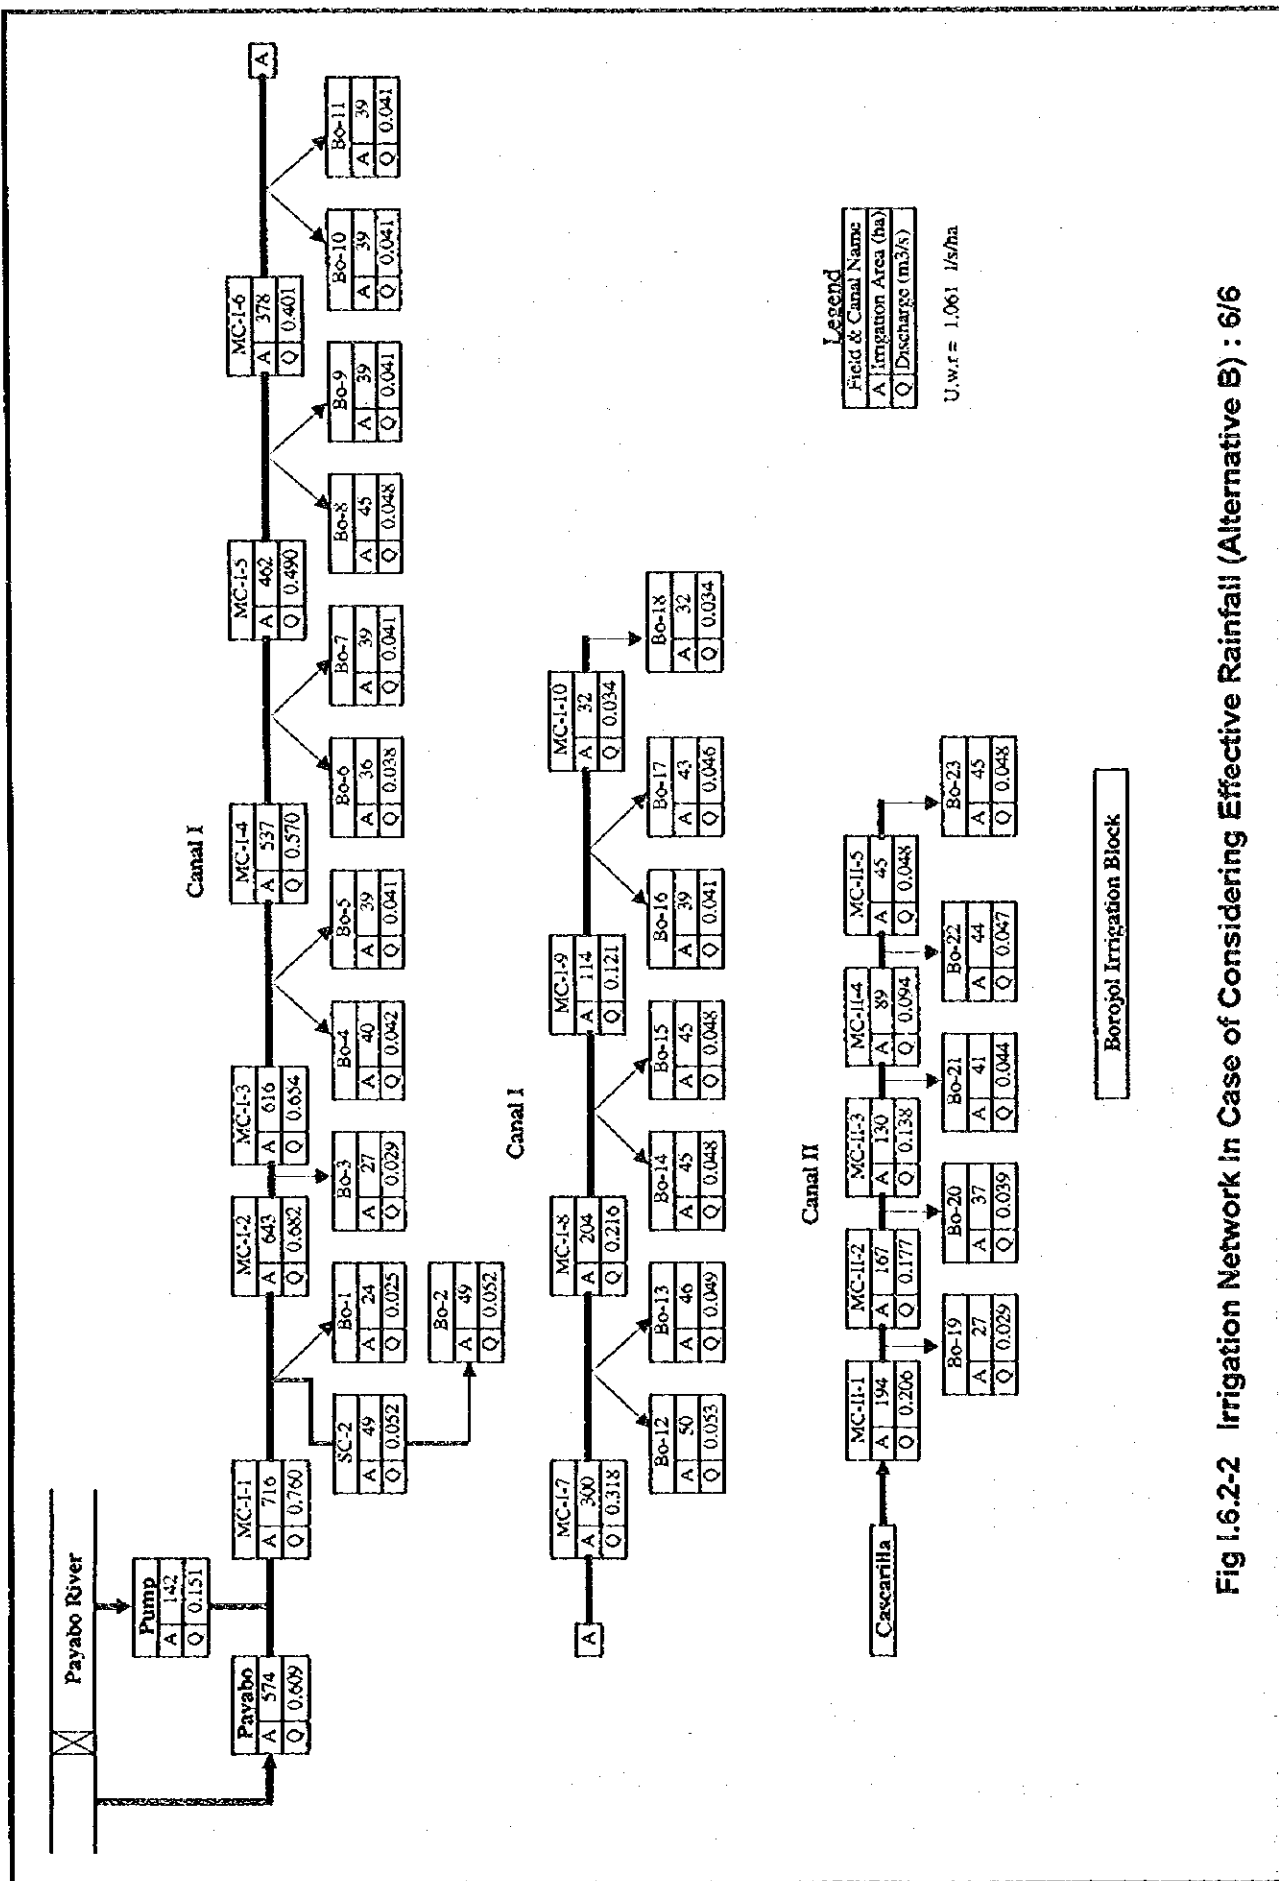 Payabo River
Pump
A 142
Q 0.151
Payabo
A 574
Q 0.609
Canal I
MC-I-1
A 716
Q 0.760
MC-I-2
A 643
Q 0.682
MC-I-3
A 616
Q 0.654
MC-I-4
A 537
Q 0.570
MC-I-5
A 462
Q 0.490
MC-I-6
A 378
Q 0.401
A
SC-2
A 49
Q 0.052
Bo-1
A 24
Q 0.025
Bo-2
A 49
Q 0.052
Bo-3
A 27
Q 0.029
Bo-4
A 40
Q 0.042
Bo-5
A 39
Q 0.041
Bo-6
A 36
Q 0.038
Bo-7
A 39
Q 0.041
Bo-8
A 45
Q 0.048
Bo-9
A 39
Q 0.041
Bo-10
A 39
Q 0.041
Bo-11
A 39
Q 0.041
Canal I
A
MC-I-7
A 300
Q 0.318
MC-I-8
A 204
Q 0.216
MC-I-9
A 114
Q 0.121
MC-I-10
A 32
Q 0.034
Bo-12
A 50
Q 0.053
Bo-13
A 46
Q 0.049
Bo-14
A 45
Q 0.048
Bo-15
A 45
Q 0.048
Bo-16
A 39
Q 0.041
Bo-17
A 43
Q 0.046
Bo-18
A 32
Q 0.034
Canal II
Cascarilla
MC-II-1
A 194
Q 0.206
MC-II-2
A 167
Q 0.177
MC-II-3
A 130
Q 0.138
MC-II-4
A 89
Q 0.094
MC-II-5
A 45
Q 0.048
Bo-19
A 27
Q 0.029
Bo-20
A 37
Q 0.039
Bo-21
A 41
Q 0.044
Bo-22
A 44
Q 0.047
Bo-23
A 45
Q 0.048
Legend
Field & Canal Name
A Irrigation Area (ha)
Q Discharge (m3/s)
U.w.r = 1.061 l/s/ha
Borojol Irrigation Block
Fig I.6.2-2 Irrigation Network In Case of Considering Effective Rainfall (Alternative B) : 6/6